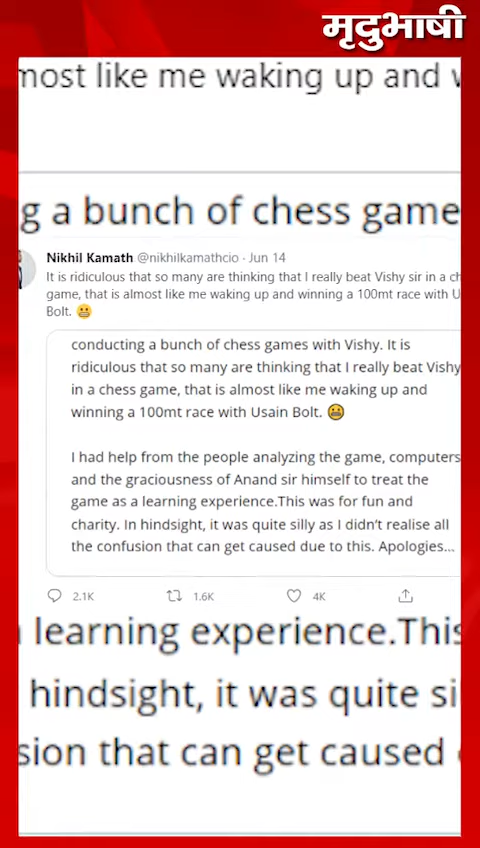 मृदुभाषी
most like me waking up and
g a bunch of chess game
Nikhil Kamath @nikhilkamathcio · Jun 14
It is ridiculous that so many are thinking that I really beat Vishy sir in a ch
game, that is almost like me waking up and winning a 100mt race with U
Bolt. 😬
conducting a bunch of chess games with Vishy. It is
ridiculous that so many are thinking that I really beat Vishy
in a chess game, that is almost like me waking up and
winning a 100mt race with Usain Bolt. 😬
I had help from the people analyzing the game, computers
and the graciousness of Anand sir himself to treat the
game as a learning experience.This was for fun and
charity. In hindsight, it was quite silly as I didn't realise all
the confusion that can get caused due to this. Apologies...
2.1K 1.6K 4K
learning experience.This
hindsight, it was quite si
sion that can get caused